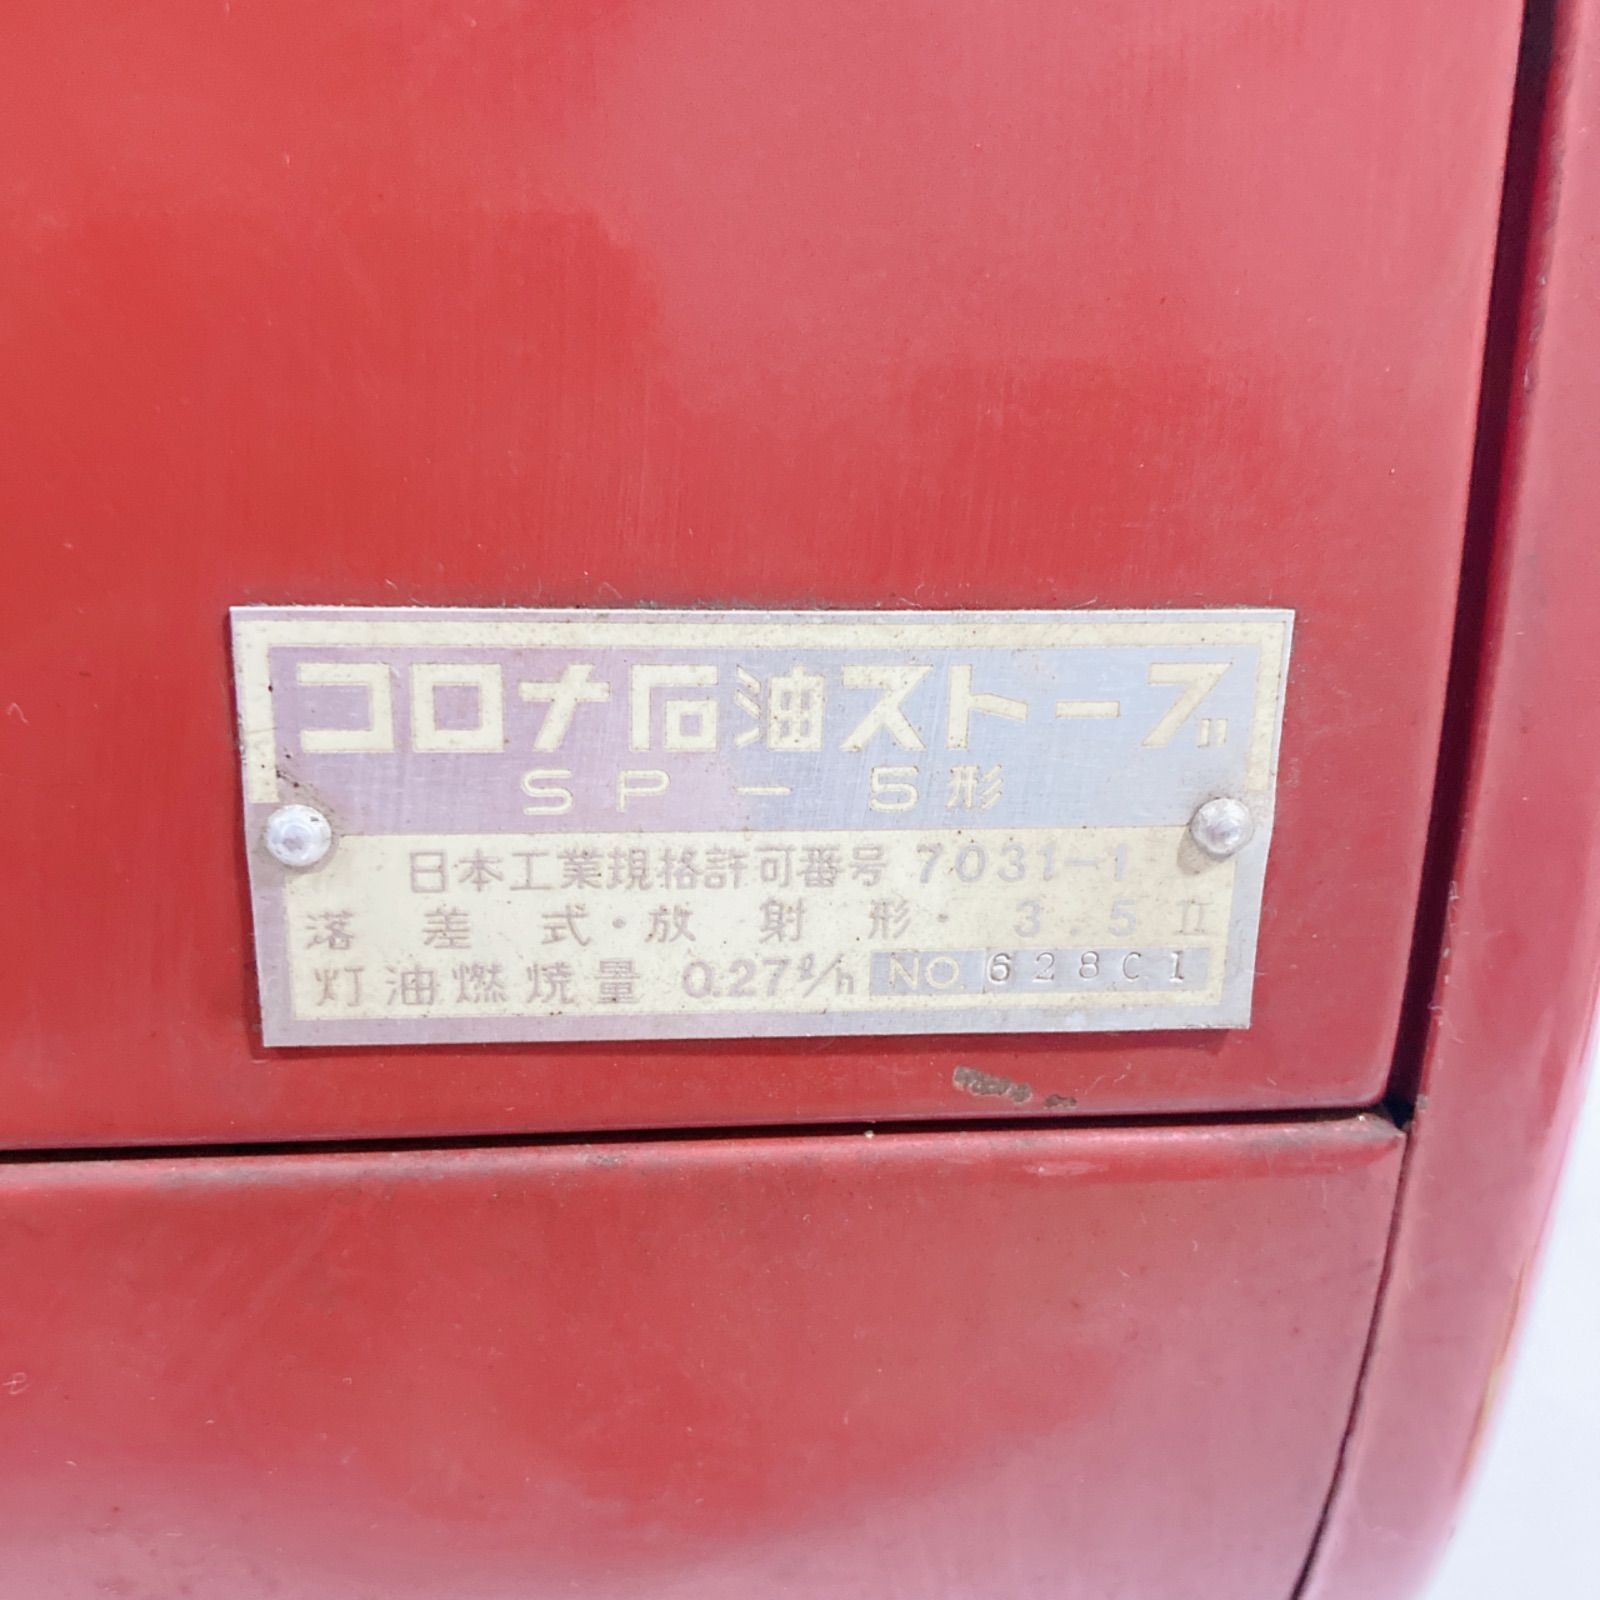 コロナ石油ストーブ
SP-5形
日本工業規格許可番号 7031-1
落差式・放射形・3.5 II
灯油燃焼量 0.27ℓ/h NO. 628C1